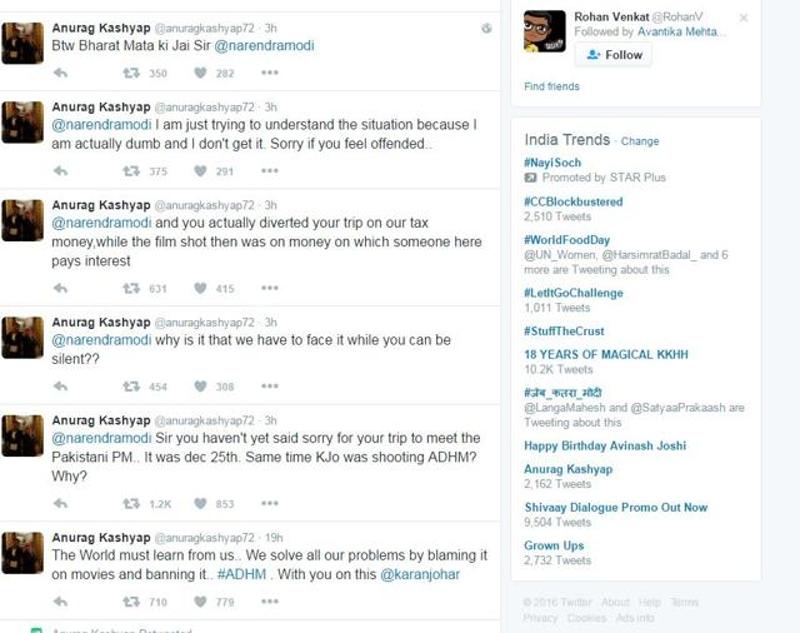 Anurag Kashyap @anuragkashyap72 · 3h
Btw Bharat Mata ki Jai Sir @narendramodi
350 282
Anurag Kashyap @anuragkashyap72 · 3h
@narendramodi I am just trying to understand the situation because I
am actually dumb and I don't get it. Sorry if you feel offended..
375 291
Anurag Kashyap @anuragkashyap72 · 3h
@narendramodi and you actually diverted your trip on our tax
money,while the film shot then was on money on which someone here
pays interest
631 415
Anurag Kashyap @anuragkashyap72 · 3h
@narendramodi why is it that we have to face it while you can be
silent??
454 308
Anurag Kashyap @anuragkashyap72 · 3h
@narendramodi Sir you haven't yet said sorry for your trip to meet the
Pakistani PM.. It was dec 25th. Same time KJo was shooting ADHM?
Why?
1.2K 853
Anurag Kashyap @anuragkashyap72 · 19h
The World must learn from us.. We solve all our problems by blaming it
on movies and banning it.. #ADHM . With you on this @karanjohar
710 779
Anurag Kashyap Retweeted
Rohan Venkat @RohanV
Followed by Avantika Mehta...
Follow
Find friends
India Trends · Change
#NayiSoch
Promoted by STAR Plus
#CCBlockbustered
2,510 Tweets
#WorldFoodDay
@UN_Women, @HarsimratBadal_ and 6
more are Tweeting about this
#LetItGoChallenge
1,011 Tweets
#StuffTheCrust
18 YEARS OF MAGICAL KKHH
10.2K Tweets
#जेब_कतरा_मोदी
@LangaMahesh and @SatyaaPrakaash are
Tweeting about this
Happy Birthday Avinash Joshi
Anurag Kashyap
2,162 Tweets
Shivaay Dialogue Promo Out Now
9,504 Tweets
Grown Ups
2,732 Tweets
© 2016 Twitter About Help Terms
Privacy Cookies Ads info